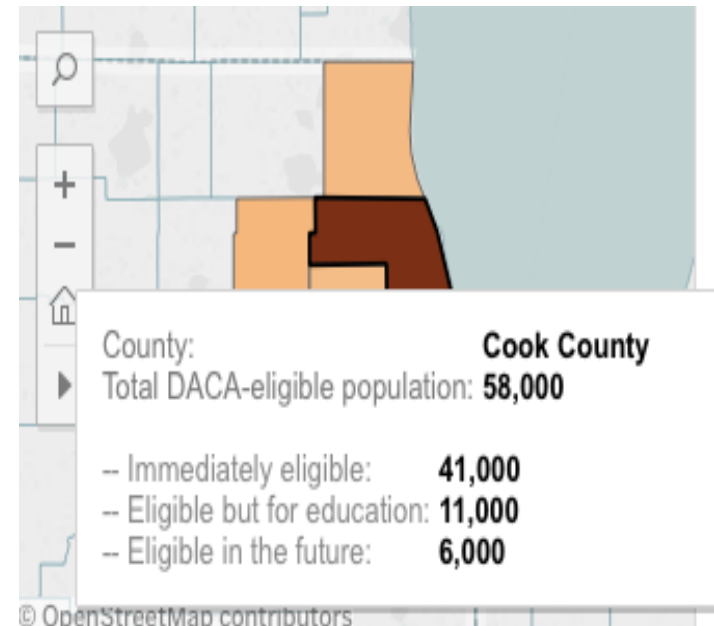 County: Cook County
Total DACA-eligible population: 58,000
-- Immediately eligible: 41,000
-- Eligible but for education: 11,000
-- Eligible in the future: 6,000
© OpenStreetMap contributors